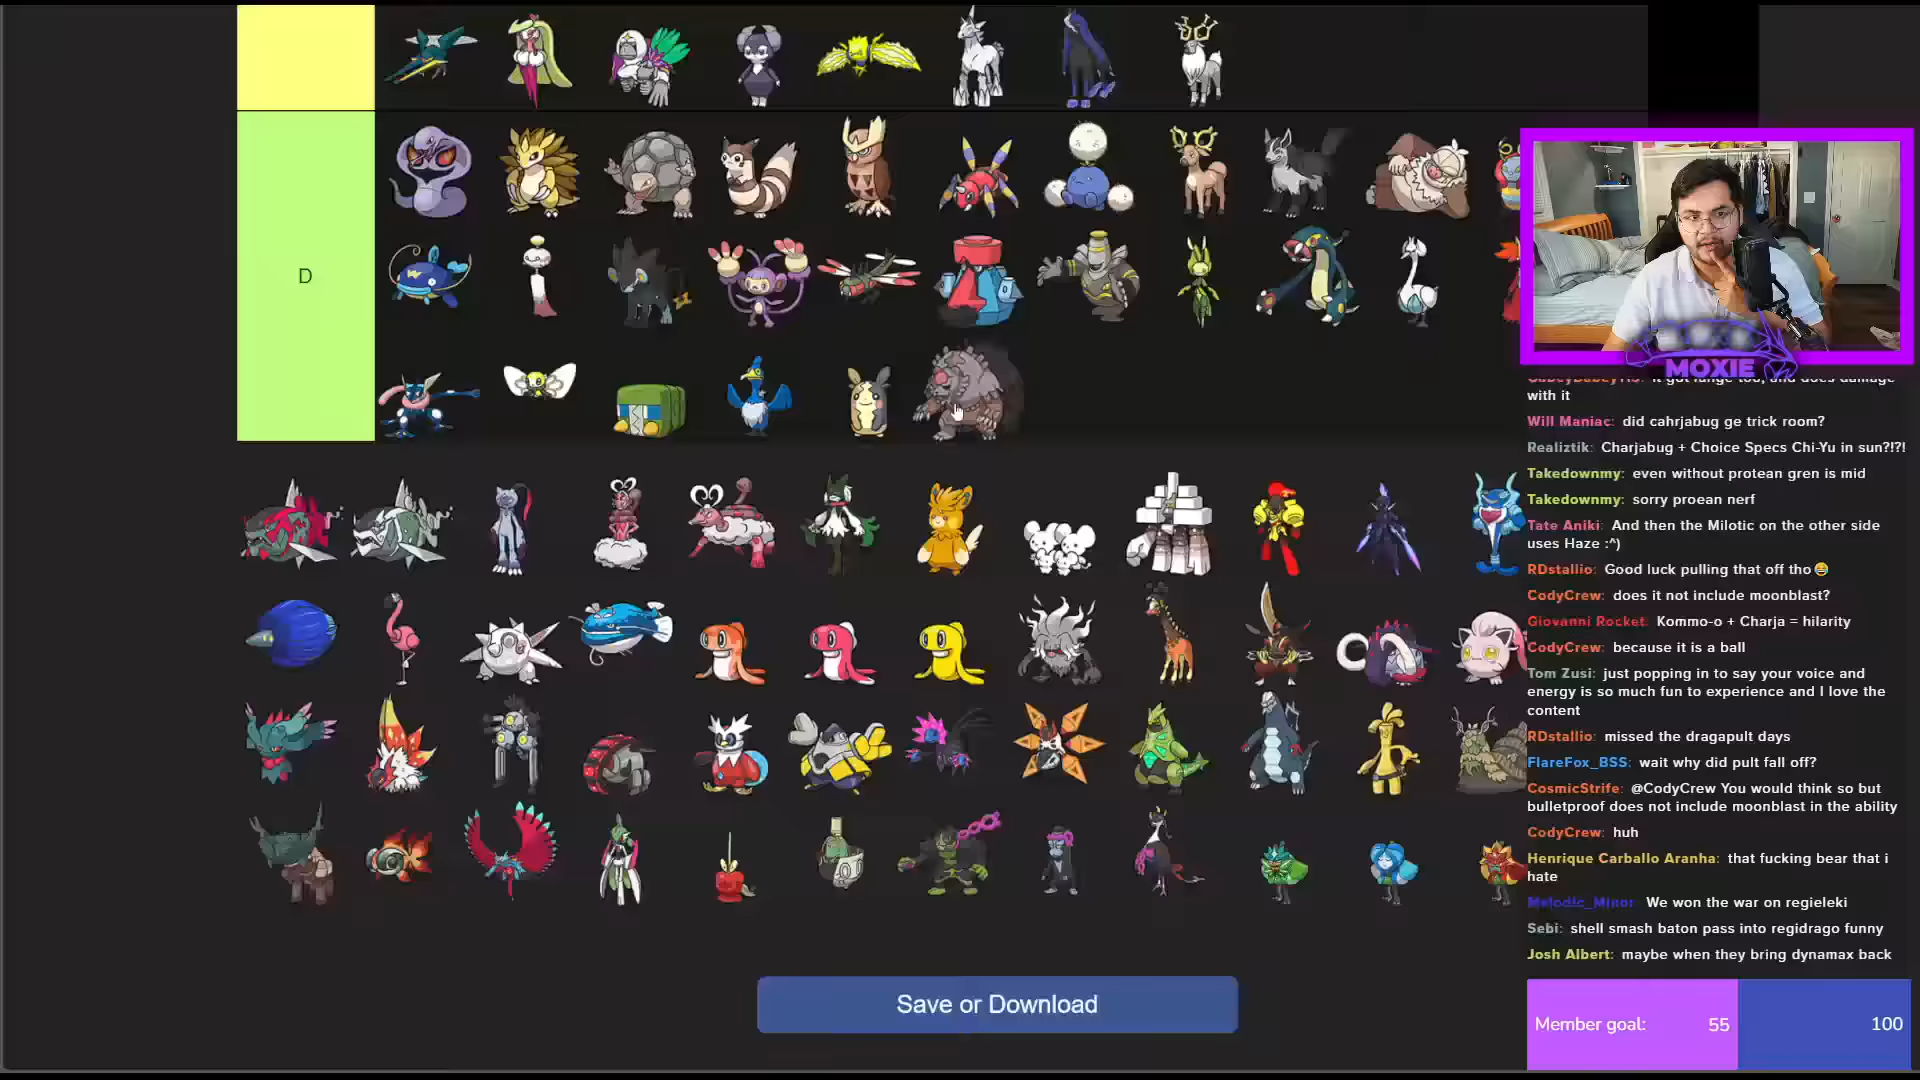 D
MOXIE
with it
Will Maniac: did cahrjabug ge trick room?
Realiztik: Charjabug + Choice Specs Chi-Yu in sun?!?!
Takedownmy: even without protean gren is mid
Takedownmy: sorry proean nerf
Tate Aniki: And then the Milotic on the other side
uses Haze :^)
RDstallio: Good luck pulling that off tho😅
CodyCrew: does it not include moonblast?
Giovanni Rocket: Kommo-o + Charja = hilarity
CodyCrew: because it is a ball
Tom Zusi: just popping in to say your voice and
energy is so much fun to experience and I love the
content
RDstallio: missed the dragapult days
FlareFox_BSS: wait why did pult fall off?
CosmicStrife: @CodyCrew You would think so but
bulletproof does not include moonblast in the ability
CodyCrew: huh
Henrique Carballo Aranha: that fucking bear that i
hate
Melodic_Minor: We won the war on regieleki
Sebi: shell smash baton pass into regidrago funny
Josh Albert: maybe when they bring dynamax back
Save or Download
Member goal: 55 100